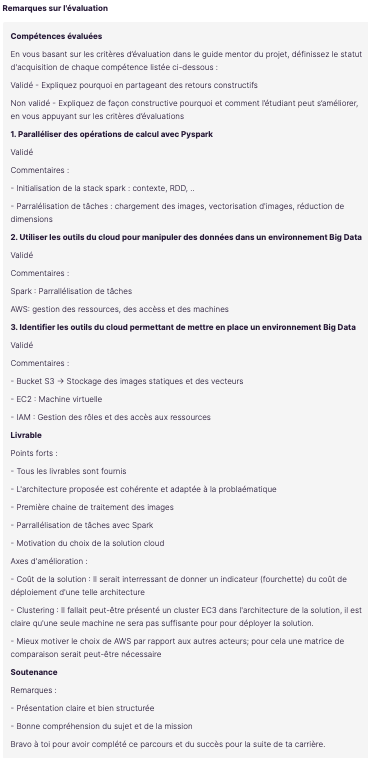 Remarques sur l'évaluation
Compétences évaluées
En vous basant sur les critères d'évaluation dans le guide mentor du projet, définissez le statut
d'acquisition de chaque compétence listée ci-dessous :
Validé - Expliquez pourquoi en partageant des retours constructifs
Non validé - Expliquez de façon constructive pourquoi et comment l'étudiant peut s'améliorer,
en vous appuyant sur les critères d'évaluations
1. Paralléliser des opérations de calcul avec Pyspark
Validé
Commentaires :
- Initialisation de la stack spark : contexte, RDD, ..
- Parralélisation de tâches : chargement des images, vectorisation d'images, réduction de
dimensions
2. Utiliser les outils du cloud pour manipuler des données dans un environnement Big Data
Validé
Commentaires :
Spark : Parrallélisation de tâches
AWS: gestion des ressources, des accèss et des machines
3. Identifier les outils du cloud permettant de mettre en place un environnement Big Data
Validé
Commentaires :
- Bucket S3 → Stockage des images statiques et des vecteurs
- EC2 : Machine virtuelle
- IAM : Gestion des rôles et des accès aux ressources
Livrable
Points forts :
- Tous les livrables sont fournis
- L'architecture proposée est cohérente et adaptée à la problaématique
- Première chaine de traitement des images
- Parrallélisation de tâches avec Spark
- Motivation du choix de la solution cloud
Axes d'amélioration :
- Coût de la solution : Il serait interressant de donner un indicateur (fourchette) du coût de
déploiement d'une telle architecture
- Clustering : Il fallait peut-être présenté un cluster EC3 dans l'architecture de la solution, il est
claire qu'une seule machine ne sera pas suffisante pour pour déployer la solution.
- Mieux motiver le choix de AWS par rapport aux autres acteurs; pour cela une matrice de
comparaison serait peut-être nécessaire
Soutenance
Remarques :
- Présentation claire et bien structurée
- Bonne compréhension du sujet et de la mission
Bravo à toi pour avoir complété ce parcours et du succès pour la suite de ta carrière.